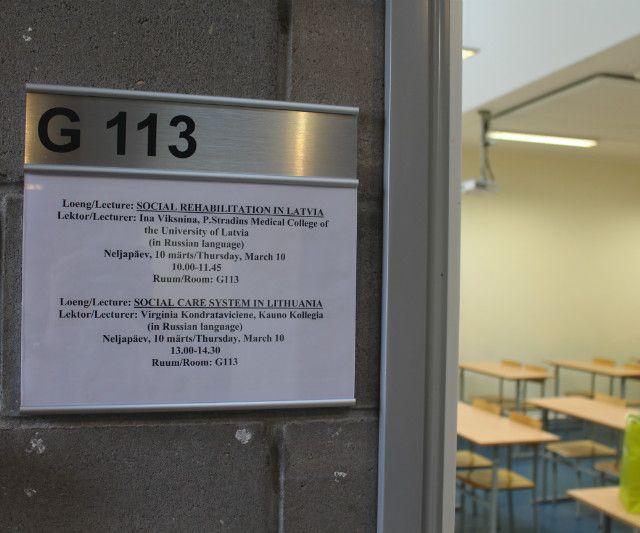 G 113
Loeng/Lecture: SOCIAL REHABILITATION IN LATVIA
Lektor/Lecturer: Ina Viksnina, P.Stradins Medical College of
the University of Latvia
(in Russian language)
Neljapäev, 10 märts/Thursday, March 10
10.00-11.45
Ruum/Room: G113
Loeng/Lecture: SOCIAL CARE SYSTEM IN LITHUANIA
Lektor/Lecturer: Virginia Kondrataviciene, Kauno Kollegia
(in Russian language)
Neljapäev, 10 märts/Thursday, March 10
13.00-14.30
Ruum/Room: G113